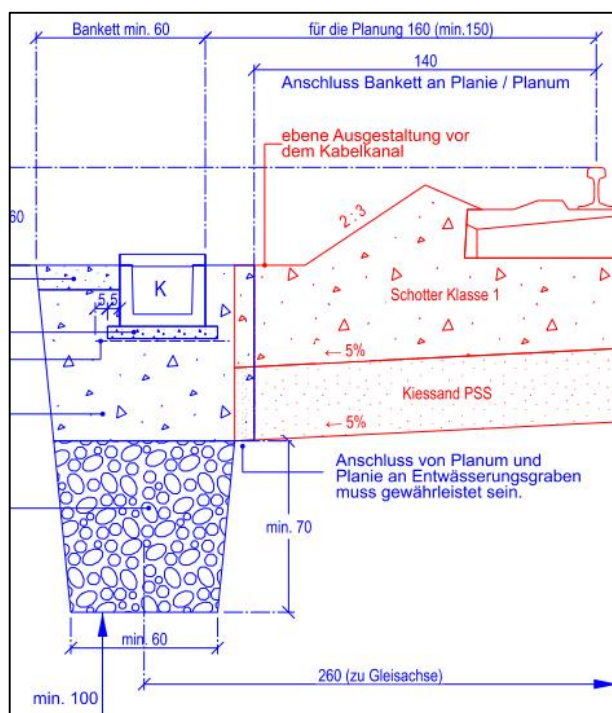 Bankett min. 60
für die Planung 160 (min.150)
140
Anschluss Bankett an Planie / Planum
ebene Ausgestaltung vor
dem Kabelkanal
60
2 : 3
K
5 5
Schotter Klasse 1
← 5%
Kiessand PSS
← 5%
Anschluss von Planum und
Planie an Entwässerungsgraben
muss gewährleistet sein.
min. 70
min. 60
260 (zu Gleisachse)
min. 100